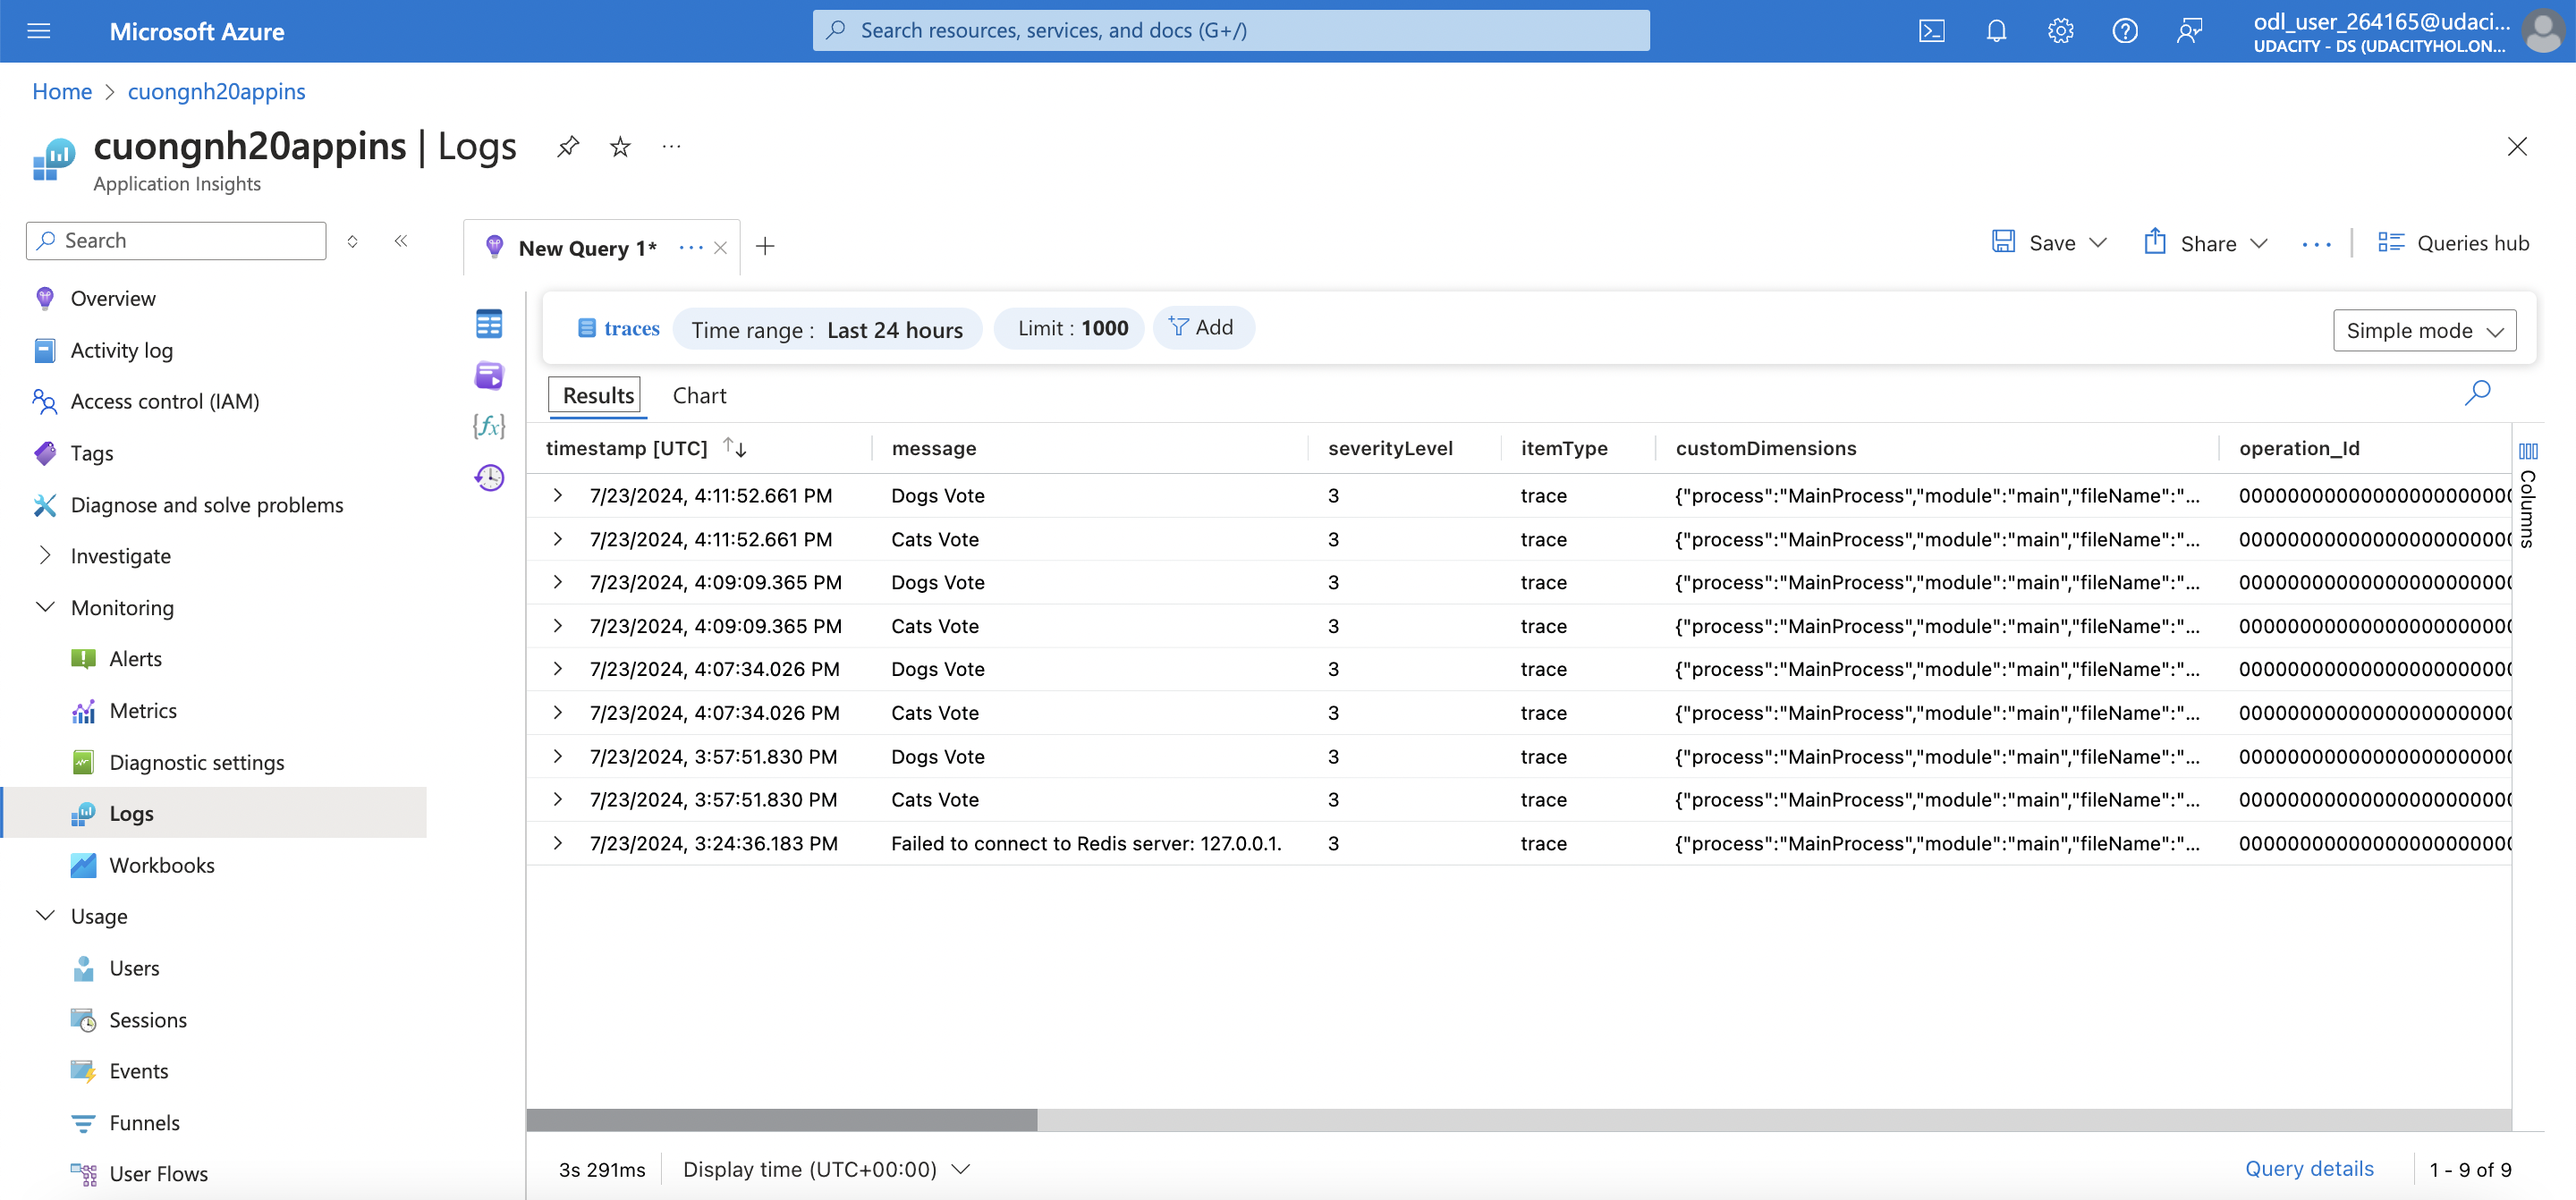 Microsoft Azure
Search resources, services, and docs (G+/)
odl_user_264165@udaci...
UDACITY - DS (UDACITYHOL.ON...
Home > cuongnh20appins
cuongnh20appins | Logs
Application Insights
Search
New Query 1*
Save
Share
Queries hub
Overview
Activity log
Access control (IAM)
Tags
Diagnose and solve problems
Investigate
Monitoring
Alerts
Metrics
Diagnostic settings
Logs
Workbooks
Usage
Users
Sessions
Events
Funnels
User Flows
traces Time range : Last 24 hours Limit : 1000 Add Simple mode
Results Chart
timestamp [UTC] message severityLevel itemType customDimensions operation_Id
7/23/2024, 4:11:52.661 PM Dogs Vote 3 trace {"process":"MainProcess","module":"main","fileName":"... 000000000000000000000000
7/23/2024, 4:11:52.661 PM Cats Vote 3 trace {"process":"MainProcess","module":"main","fileName":"... 000000000000000000000000
7/23/2024, 4:09:09.365 PM Dogs Vote 3 trace {"process":"MainProcess","module":"main","fileName":"... 000000000000000000000000
7/23/2024, 4:09:09.365 PM Cats Vote 3 trace {"process":"MainProcess","module":"main","fileName":"... 000000000000000000000000
7/23/2024, 4:07:34.026 PM Dogs Vote 3 trace {"process":"MainProcess","module":"main","fileName":"... 000000000000000000000000
7/23/2024, 4:07:34.026 PM Cats Vote 3 trace {"process":"MainProcess","module":"main","fileName":"... 000000000000000000000000
7/23/2024, 3:57:51.830 PM Dogs Vote 3 trace {"process":"MainProcess","module":"main","fileName":"... 000000000000000000000000
7/23/2024, 3:57:51.830 PM Cats Vote 3 trace {"process":"MainProcess","module":"main","fileName":"... 000000000000000000000000
7/23/2024, 3:24:36.183 PM Failed to connect to Redis server: 127.0.0.1. 3 trace {"process":"MainProcess","module":"main","fileName":"... 000000000000000000000000
Columns
3s 291ms Display time (UTC+00:00) Query details 1 - 9 of 9